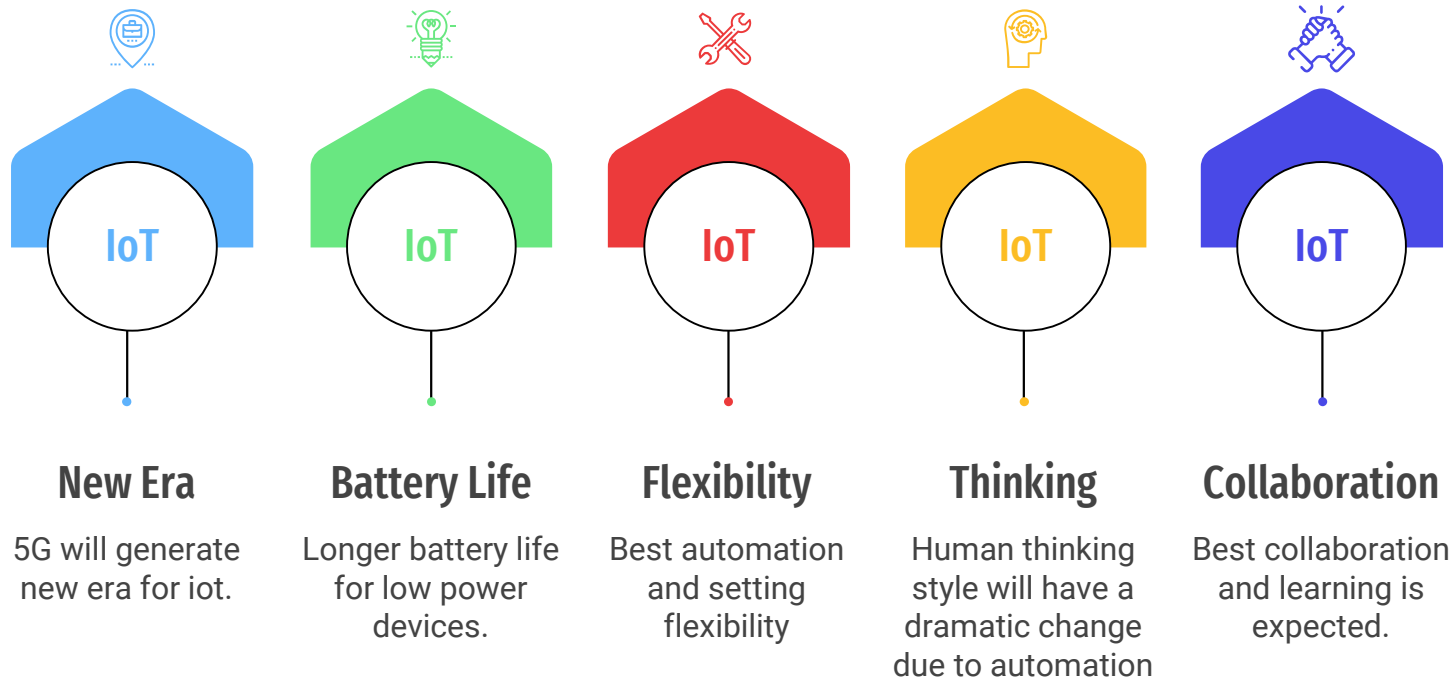 IoT
IoT
IoT
IoT
IoT
New Era
5G will generate
new era for iot.
Battery Life
Longer battery life
for low power
devices.
Flexibility
Best automation
and setting
flexibility
Thinking
Human thinking
style will have a
dramatic change
due to automation
Collaboration
Best collaboration
and learning is
expected.